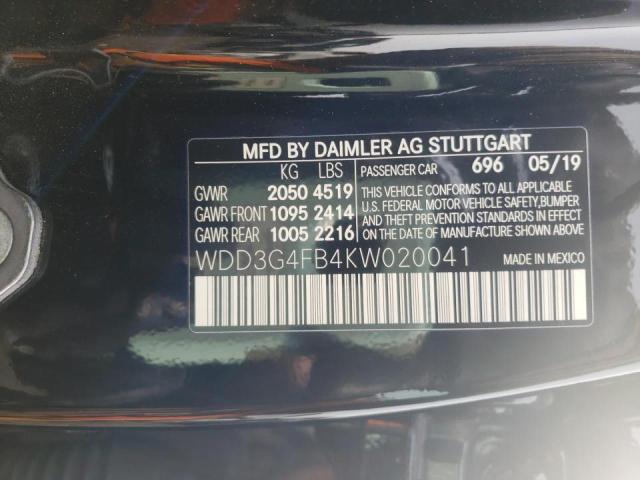 MFD BY DAIMLER AG STUTTGART
KG LBS PASSENGER CAR 696 05/19
GVWR 2050 4519
GAWR FRONT 1095 2414
GAWR REAR 1005 2216
THIS VEHICLE CONFORMS TO ALL APPLICABLE
U.S. FEDERAL MOTOR VEHICLE SAFETY, BUMPER
AND THEFT PREVENTION STANDARDS IN EFFECT
ON THE DATE OF MANUFACTURE SHOWN ABOVE.
WDD3G4FB4KW020041 MADE IN MEXICO